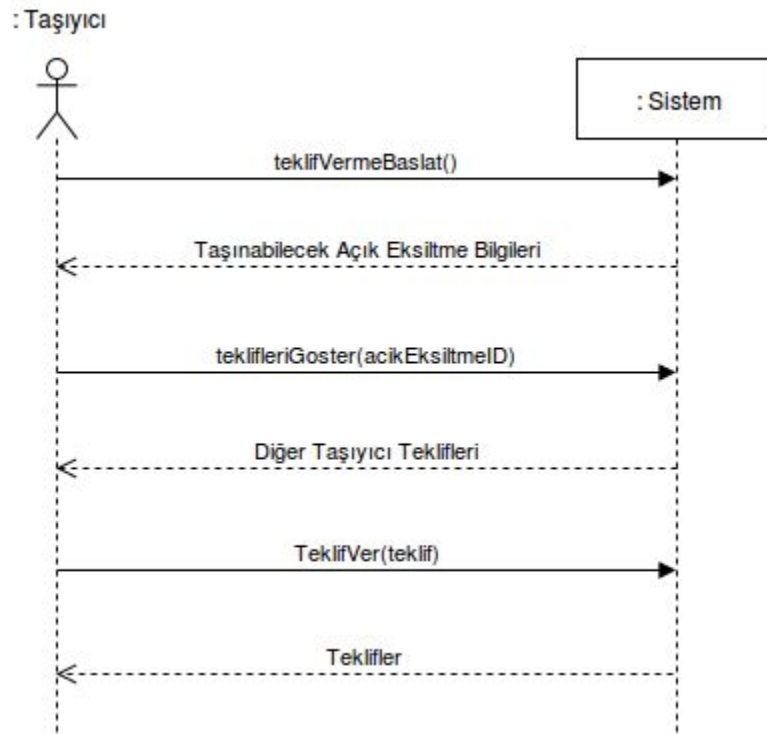 : Taşıyıcı
: Sistem
teklifVermeBaslat()
Taşınabilecek Açık Eksiltme Bilgileri
teklifleriGoster(acikEksiltmeID)
Diğer Taşıyıcı Teklifleri
TeklifVer(teklif)
Teklifler